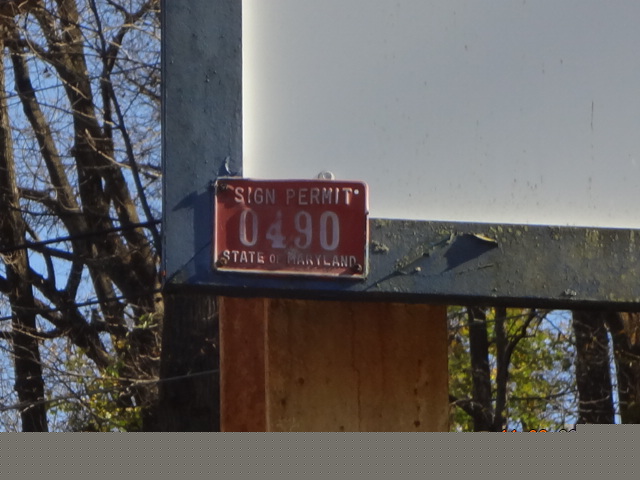 SIGN PERMIT
0490
STATE OF MARYLAND